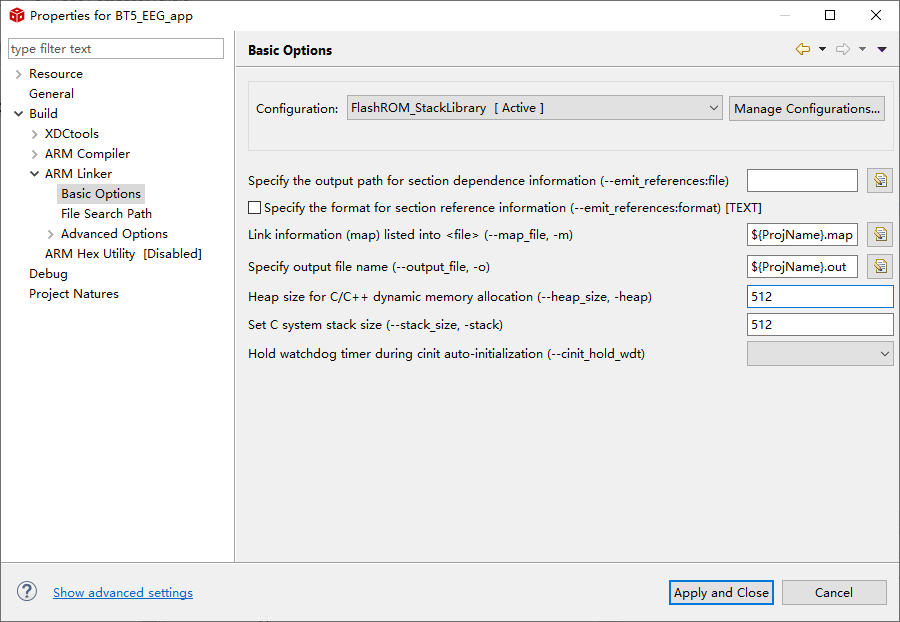 Properties for BT5_EEG_app
type filter text
Resource
General
Build
XDCtools
ARM Compiler
ARM Linker
Basic Options
File Search Path
Advanced Options
ARM Hex Utility [Disabled]
Debug
Project Natures
Basic Options
Configuration: FlashROM_StackLibrary [ Active ] Manage Configurations...
Specify the output path for section dependence information (--emit_references:file)
Specify the format for section reference information (--emit_references:format) [TEXT]
Link information (map) listed into <file> (--map_file, -m) ${ProjName}.map
Specify output file name (--output_file, -o) ${ProjName}.out
Heap size for C/C++ dynamic memory allocation (--heap_size, -heap) 512
Set C system stack size (--stack_size, -stack) 512
Hold watchdog timer during cinit auto-initialization (--cinit_hold_wdt)
? Show advanced settings Apply and Close Cancel